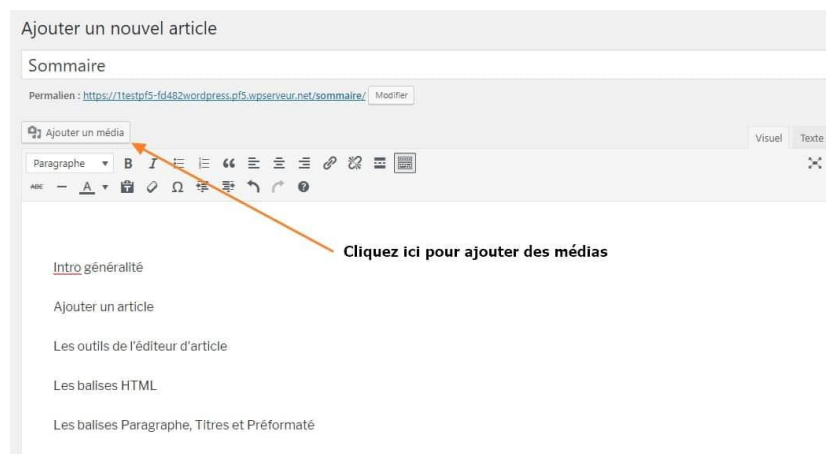 Ajouter un nouvel article
Sommaire
Permalien : https://1testpf5-fd482wordpress.pf5.wpserveur.net/sommaire/ Modifier
Ajouter un média
Visuel Texte
Paragraphe B I
ABC A Ω
Cliquez ici pour ajouter des médias
Intro généralité
Ajouter un article
Les outils de l'éditeur d'article
Les balises HTML
Les balises Paragraphe, Titres et Préformaté